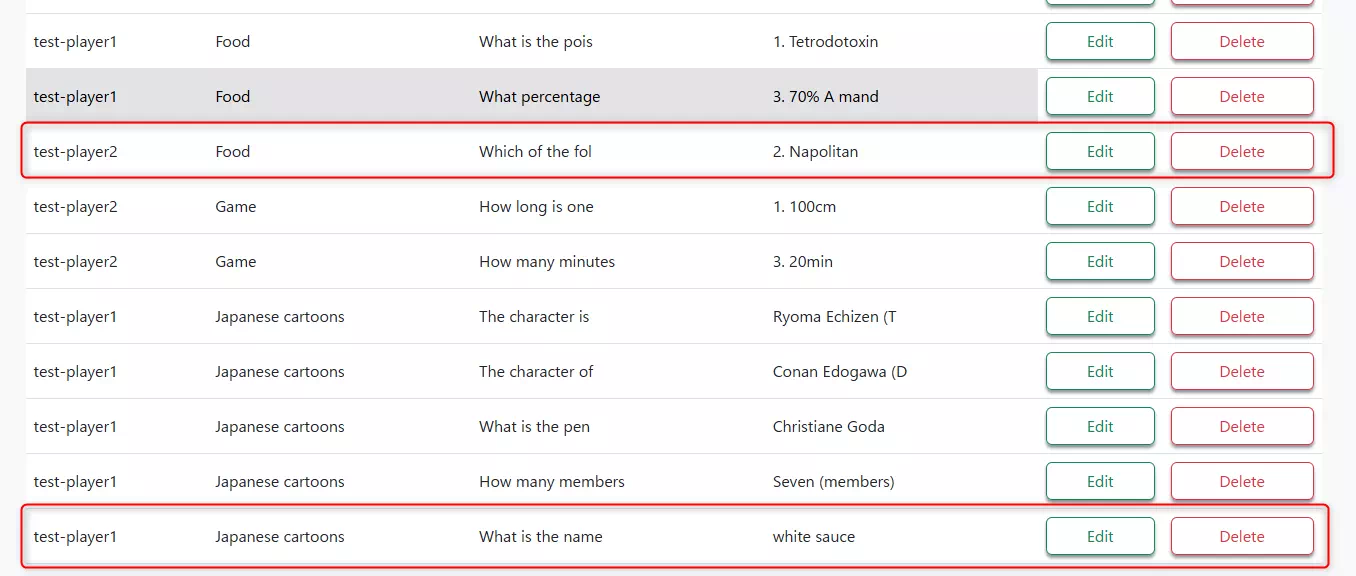 test-player1 Food What is the pois 1. Tetrodotoxin Edit Delete
test-player1 Food What percentage 3. 70% A mand Edit Delete
test-player2 Food Which of the fol 2. Napolitan Edit Delete
test-player2 Game How long is one 1. 100cm Edit Delete
test-player2 Game How many minutes 3. 20min Edit Delete
test-player1 Japanese cartoons The character is Ryoma Echizen (T Edit Delete
test-player1 Japanese cartoons The character of Conan Edogawa (D Edit Delete
test-player1 Japanese cartoons What is the pen Christiane Goda Edit Delete
test-player1 Japanese cartoons How many members Seven (members) Edit Delete
test-player1 Japanese cartoons What is the name white sauce Edit Delete